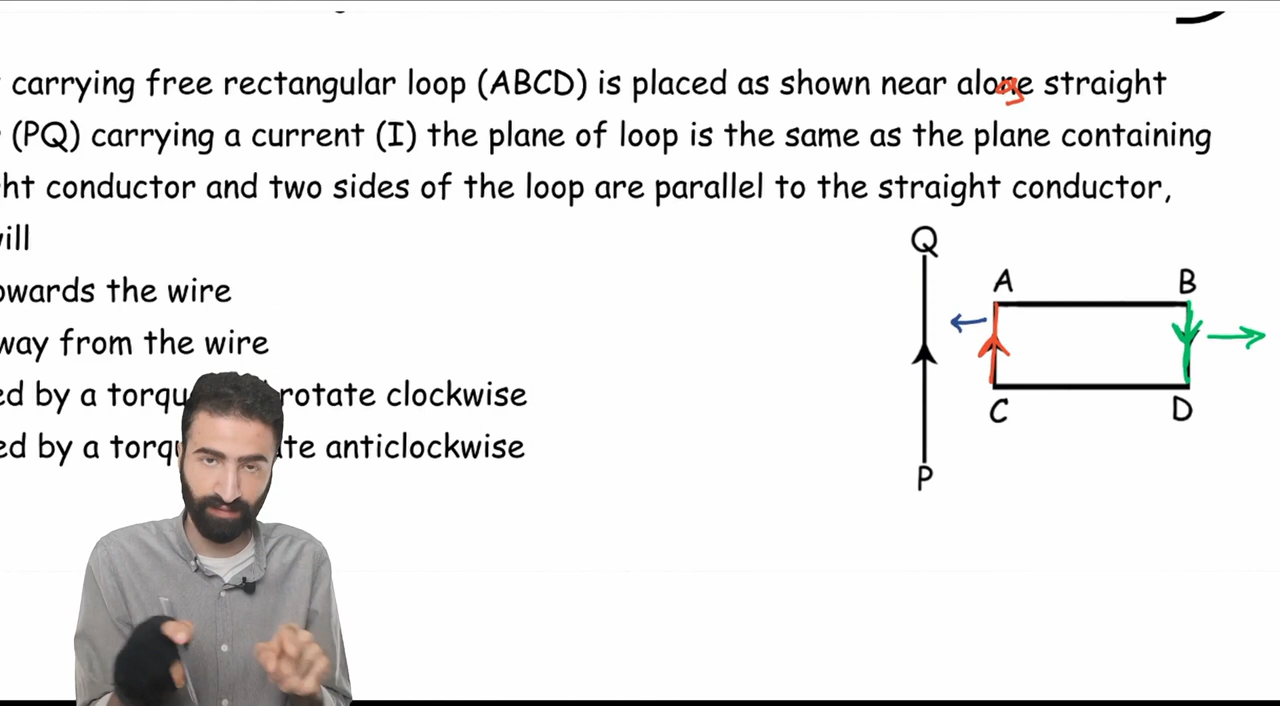 carrying free rectangular loop (ABCD) is placed as shown near along straight
(PQ) carrying a current (I) the plane of loop is the same as the plane containing
ht conductor and two sides of the loop are parallel to the straight conductor,
ill
owards the wire
way from the wire
ed by a torqu rotate clockwise
ed by a torq te anticlockwise
Q
A B
C D
P